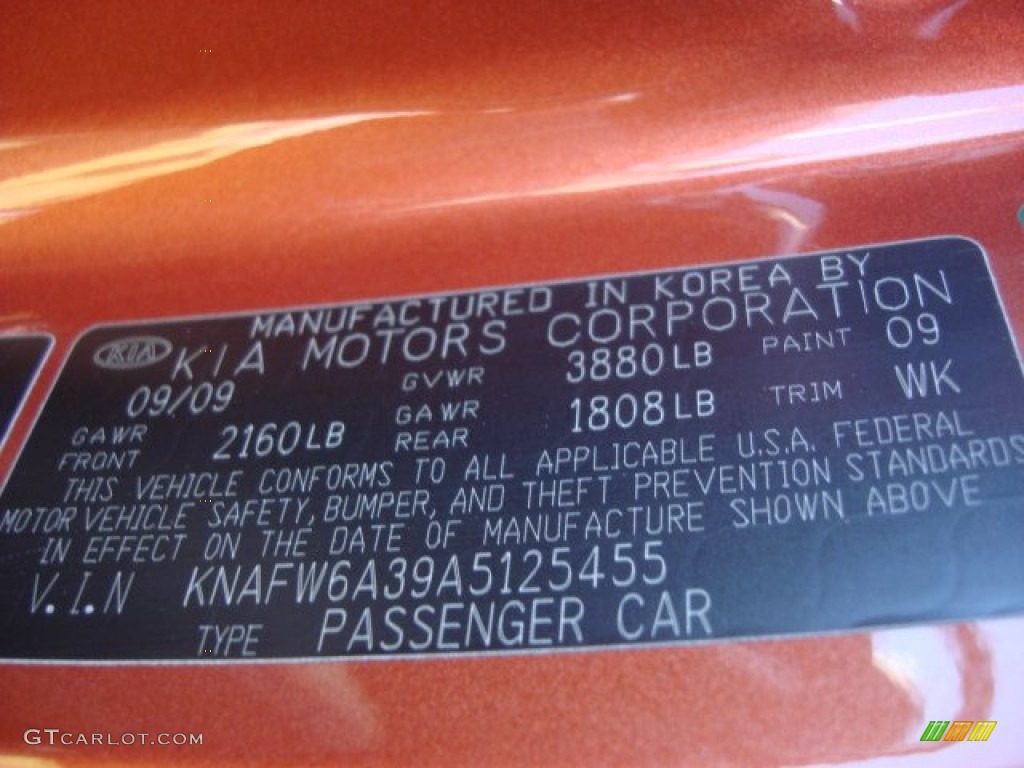 MANUFACTURED IN KOREA BY
KIA KIA MOTORS CORPORATION
09/09 GVWR 3880LB PAINT 09
GAWR FRONT 2160LB GAWR REAR 1808LB TRIM WK
THIS VEHICLE CONFORMS TO ALL APPLICABLE U.S.A. FEDERAL
MOTOR VEHICLE SAFETY, BUMPER, AND THEFT PREVENTION STANDARDS
IN EFFECT ON THE DATE OF MANUFACTURE SHOWN ABOVE
V.I.N KNAFW6A39A5125455
TYPE PASSENGER CAR
GTCARLOT.COM